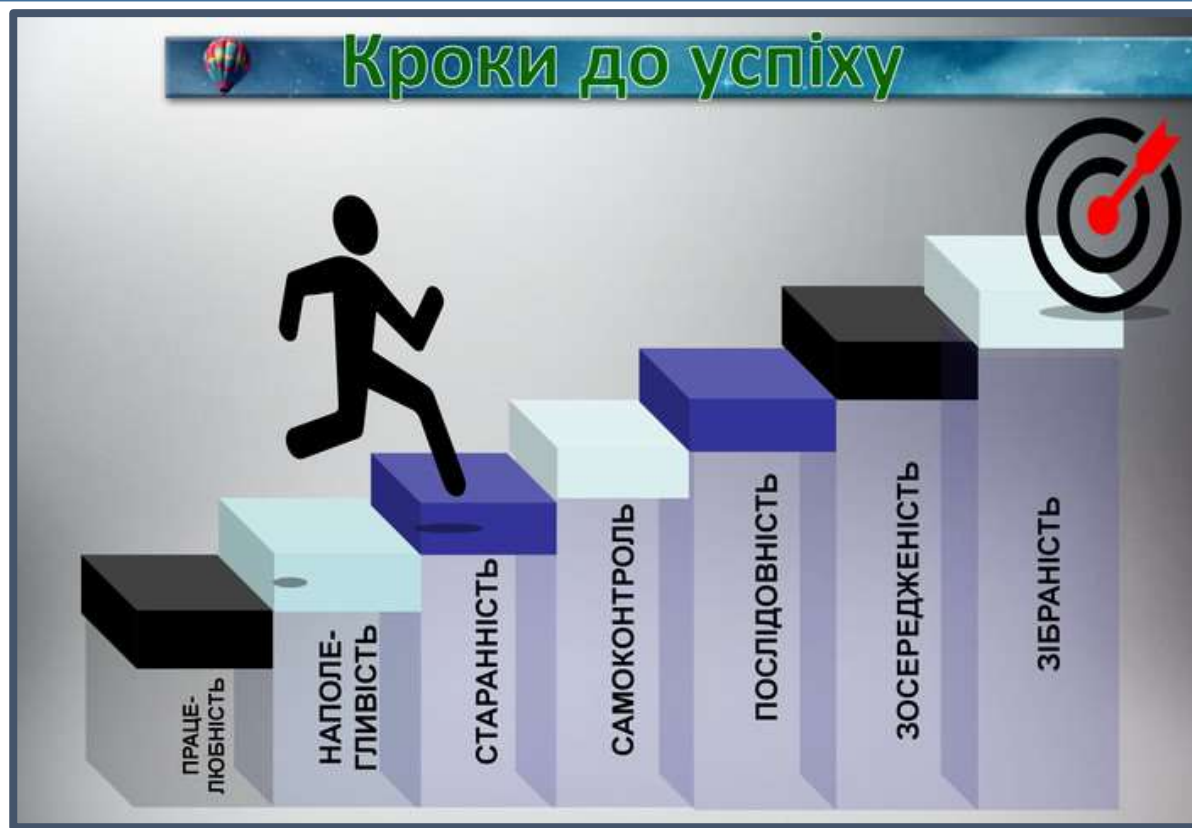 Кроки до успіху
ПРАЦЕ-
ЛЮБНІСТЬ
НАПОЛЕ-
ГЛИВІСТЬ
СТАРАННІСТЬ
САМОКОНТРОЛЬ
ПОСЛІДОВНІСТЬ
ЗОСЕРЕДЖЕНІСТЬ
ЗІБРАНІСТЬ